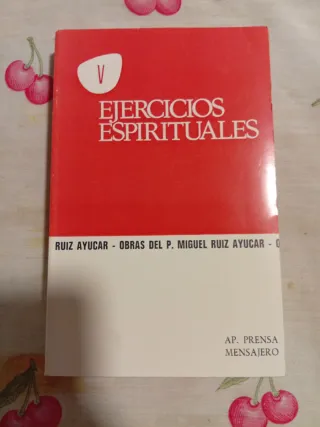 V
EJERCICIOS
ESPIRITUALES
RUIZ AYUCAR - OBRAS DEL P. MIGUEL RUIZ AYUCAR - O
AP. PRENSA
MENSAJERO